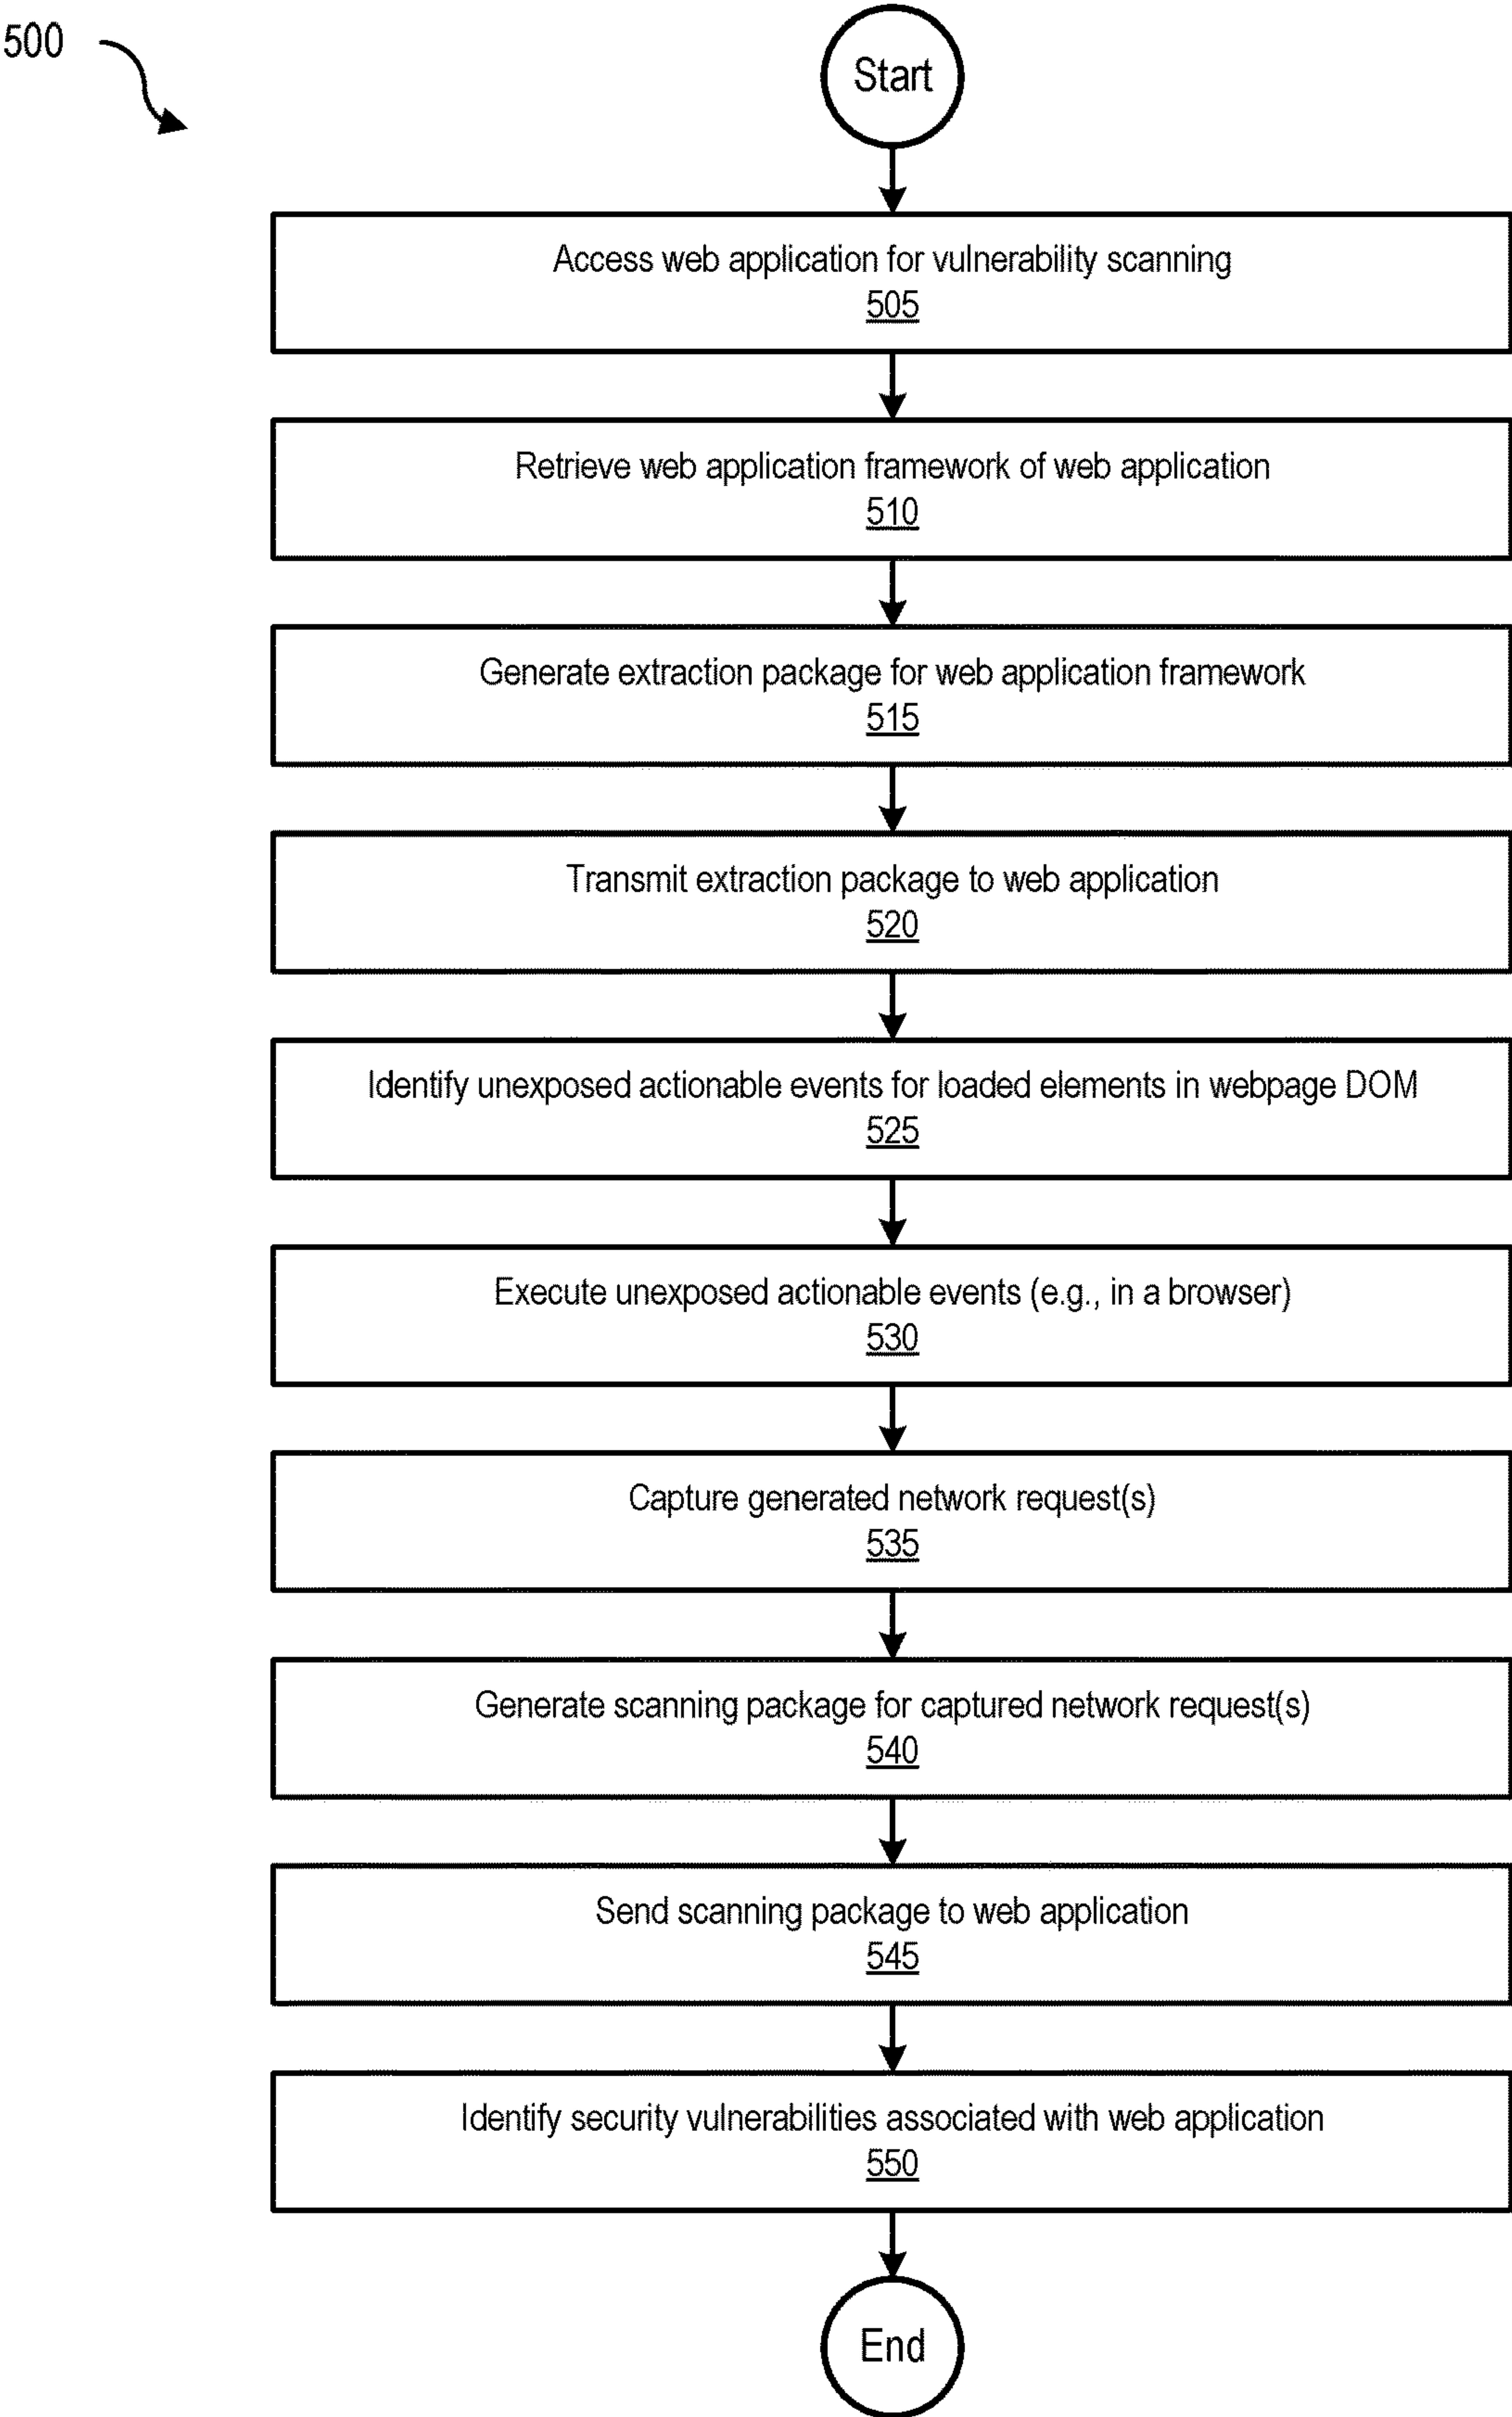 500
Start
Access web application for vulnerability scanning
505
Retrieve web application framework of web application
510
Generate extraction package for web application framework
515
Transmit extraction package to web application
520
Identify unexposed actionable events for loaded elements in webpage DOM
525
Execute unexposed actionable events (e.g., in a browser)
530
Capture generated network request(s)
535
Generate scanning package for captured network request(s)
540
Send scanning package to web application
545
Identify security vulnerabilities associated with web application
550
End